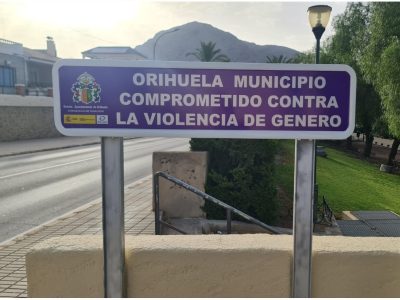 ORIHUELA MUNICIPIO
COMPROMETIDO CONTRA
LA VIOLENCIA DE GENERO